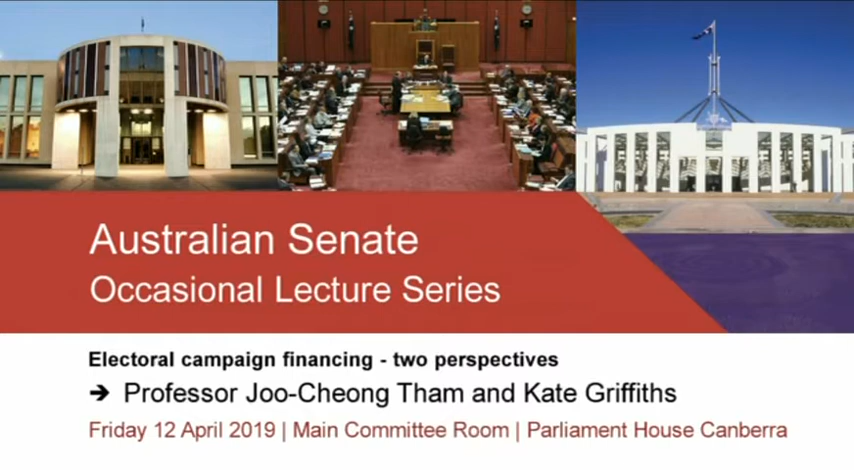 Australian Senate
Occasional Lecture Series
Electoral campaign financing - two perspectives
➔ Professor Joo-Cheong Tham and Kate Griffiths
Friday 12 April 2019 | Main Committee Room | Parliament House Canberra